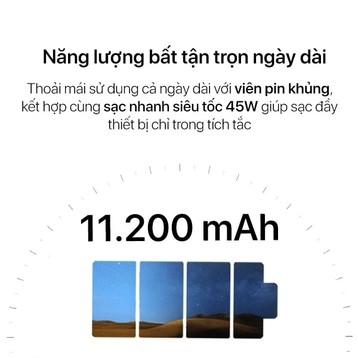 Năng lượng bất tận trọn ngày dài
Thoải mái sử dụng cả ngày dài với viên pin khủng,
kết hợp cùng sạc nhanh siêu tốc 45W giúp sạc đầy
thiết bị chỉ trong tích tắc
11.200 mAh